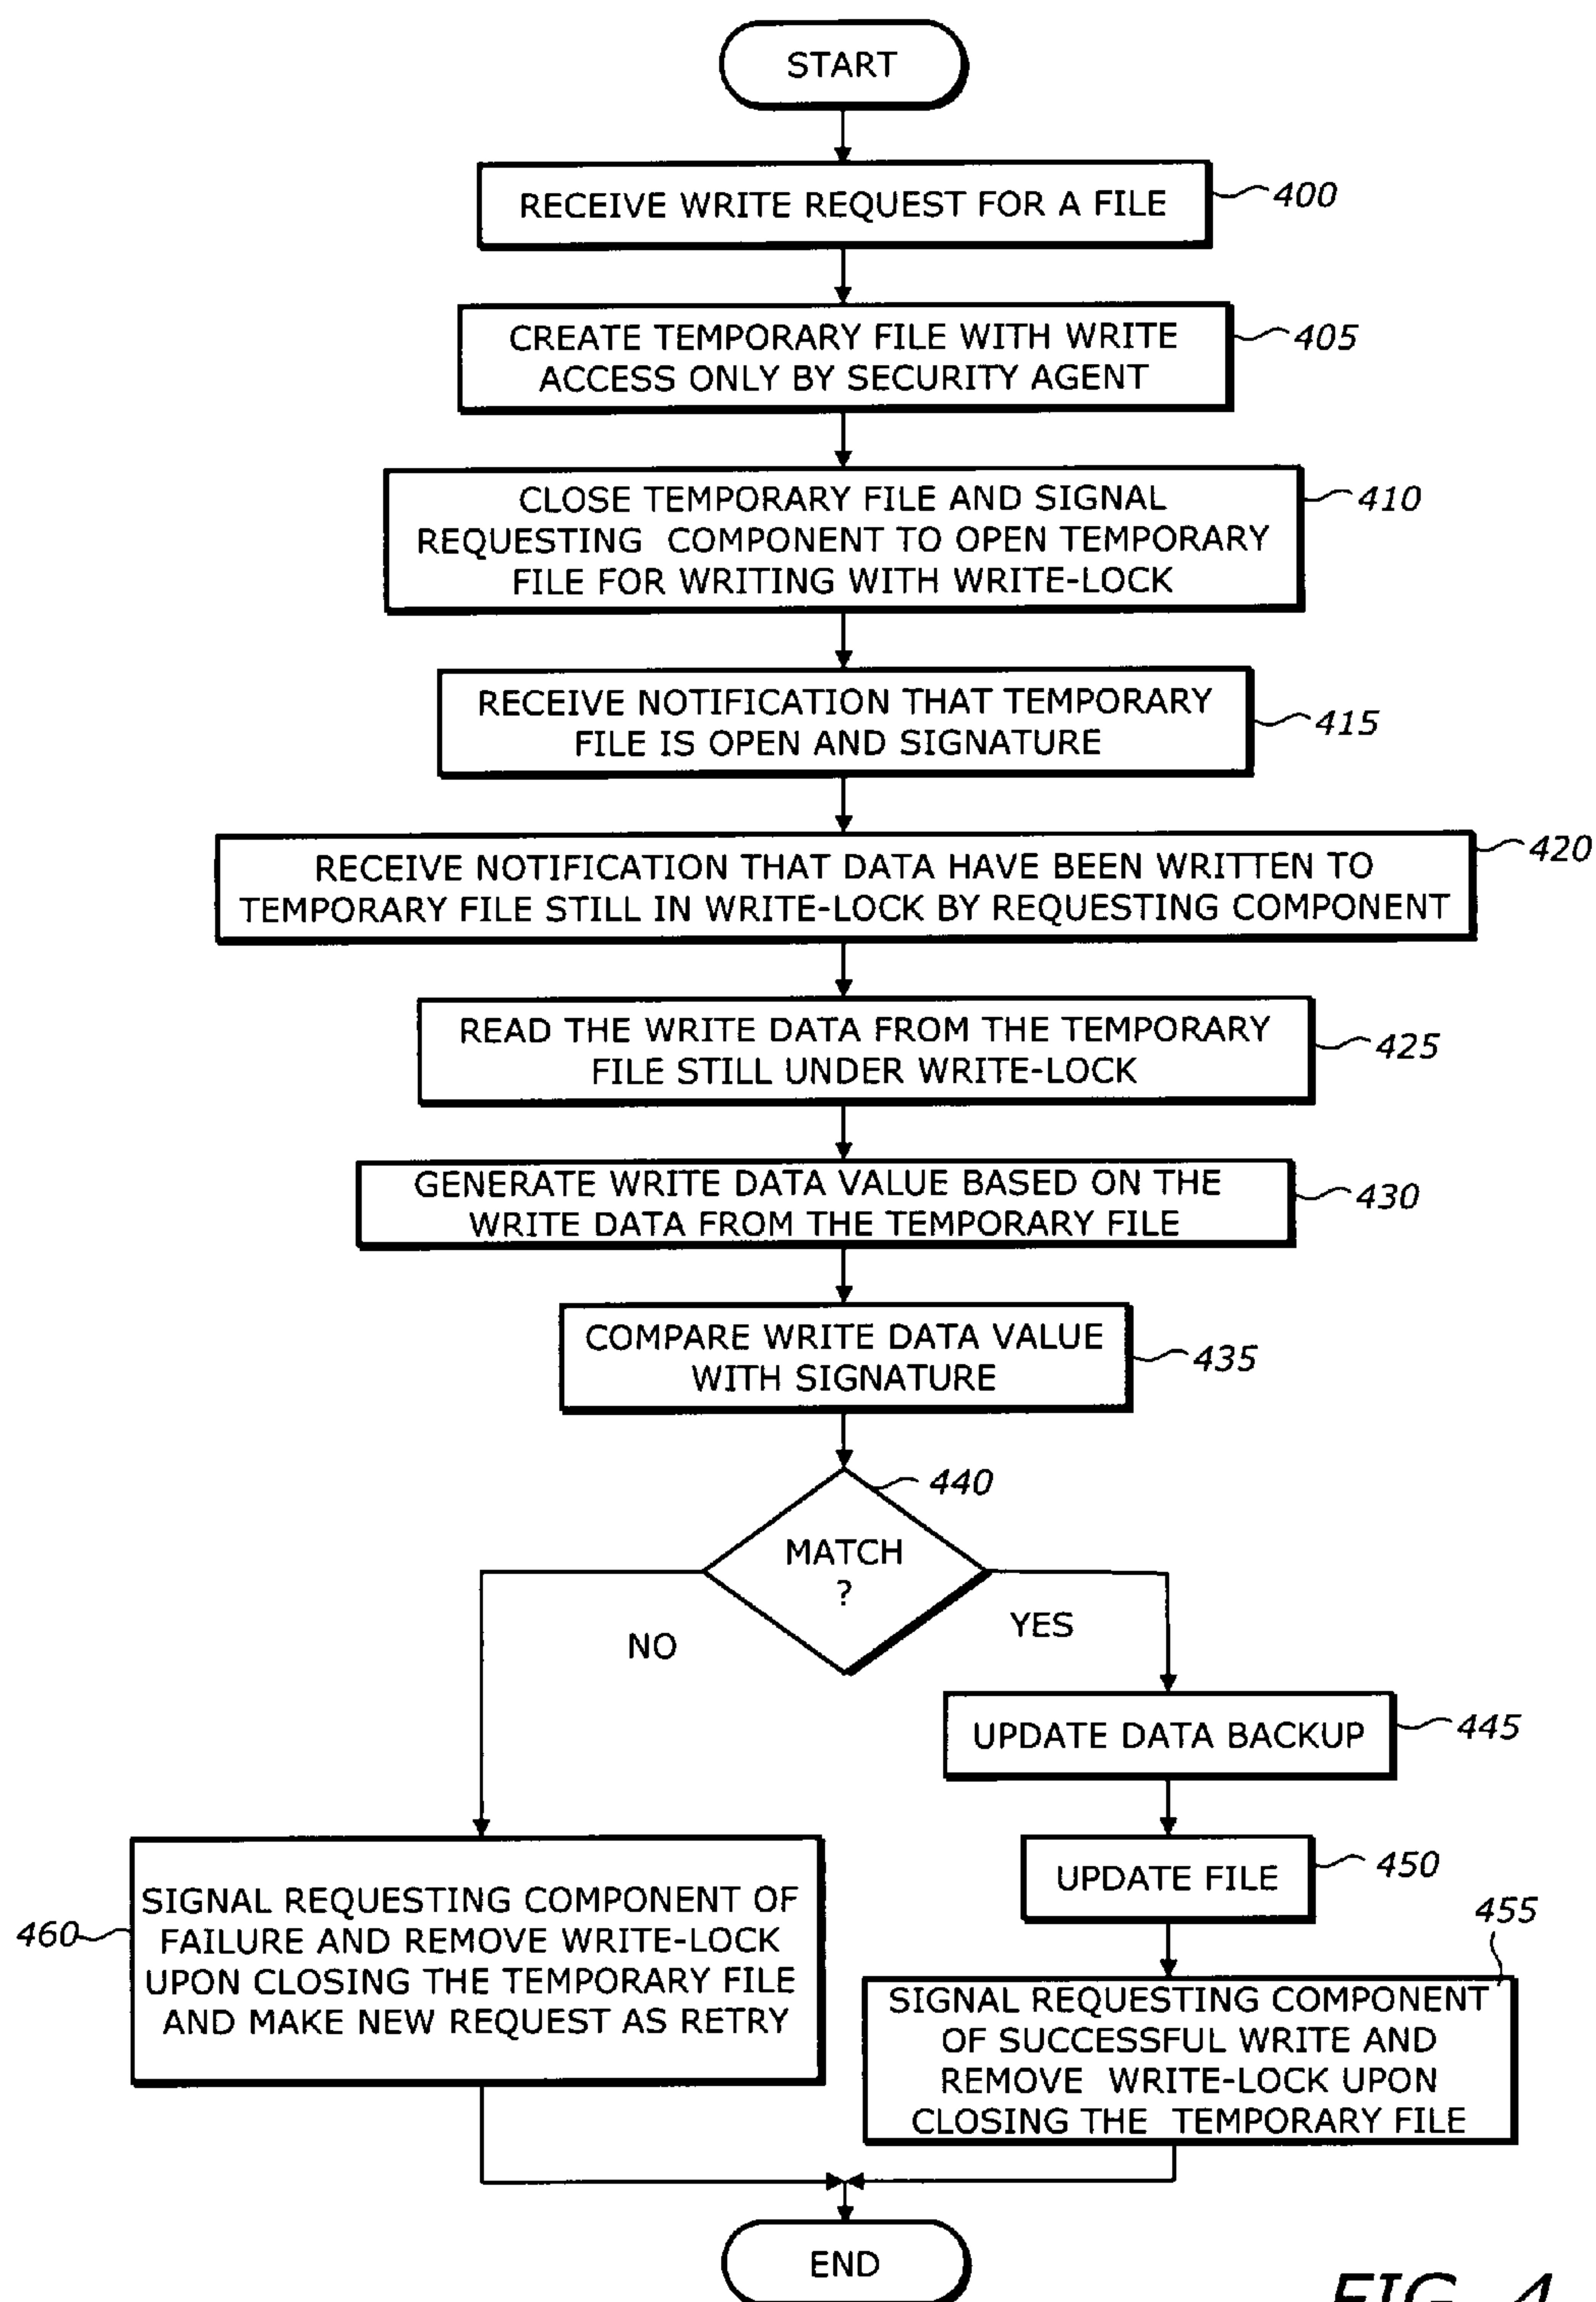 START
RECEIVE WRITE REQUEST FOR A FILE
400
CREATE TEMPORARY FILE WITH WRITE
ACCESS ONLY BY SECURITY AGENT
405
CLOSE TEMPORARY FILE AND SIGNAL
REQUESTING COMPONENT TO OPEN TEMPORARY
FILE FOR WRITING WITH WRITE-LOCK
410
RECEIVE NOTIFICATION THAT TEMPORARY
FILE IS OPEN AND SIGNATURE
415
RECEIVE NOTIFICATION THAT DATA HAVE BEEN WRITTEN TO
TEMPORARY FILE STILL IN WRITE-LOCK BY REQUESTING COMPONENT
420
READ THE WRITE DATA FROM THE TEMPORARY
FILE STILL UNDER WRITE-LOCK
425
GENERATE WRITE DATA VALUE BASED ON THE
WRITE DATA FROM THE TEMPORARY FILE
430
COMPARE WRITE DATA VALUE
WITH SIGNATURE
435
440
MATCH
?
NO
YES
UPDATE DATA BACKUP
445
UPDATE FILE
450
455
SIGNAL REQUESTING COMPONENT
OF SUCCESSFUL WRITE AND
REMOVE WRITE-LOCK UPON
CLOSING THE TEMPORARY FILE
460
SIGNAL REQUESTING COMPONENT OF
FAILURE AND REMOVE WRITE-LOCK
UPON CLOSING THE TEMPORARY FILE
AND MAKE NEW REQUEST AS RETRY
END
FIG. 4